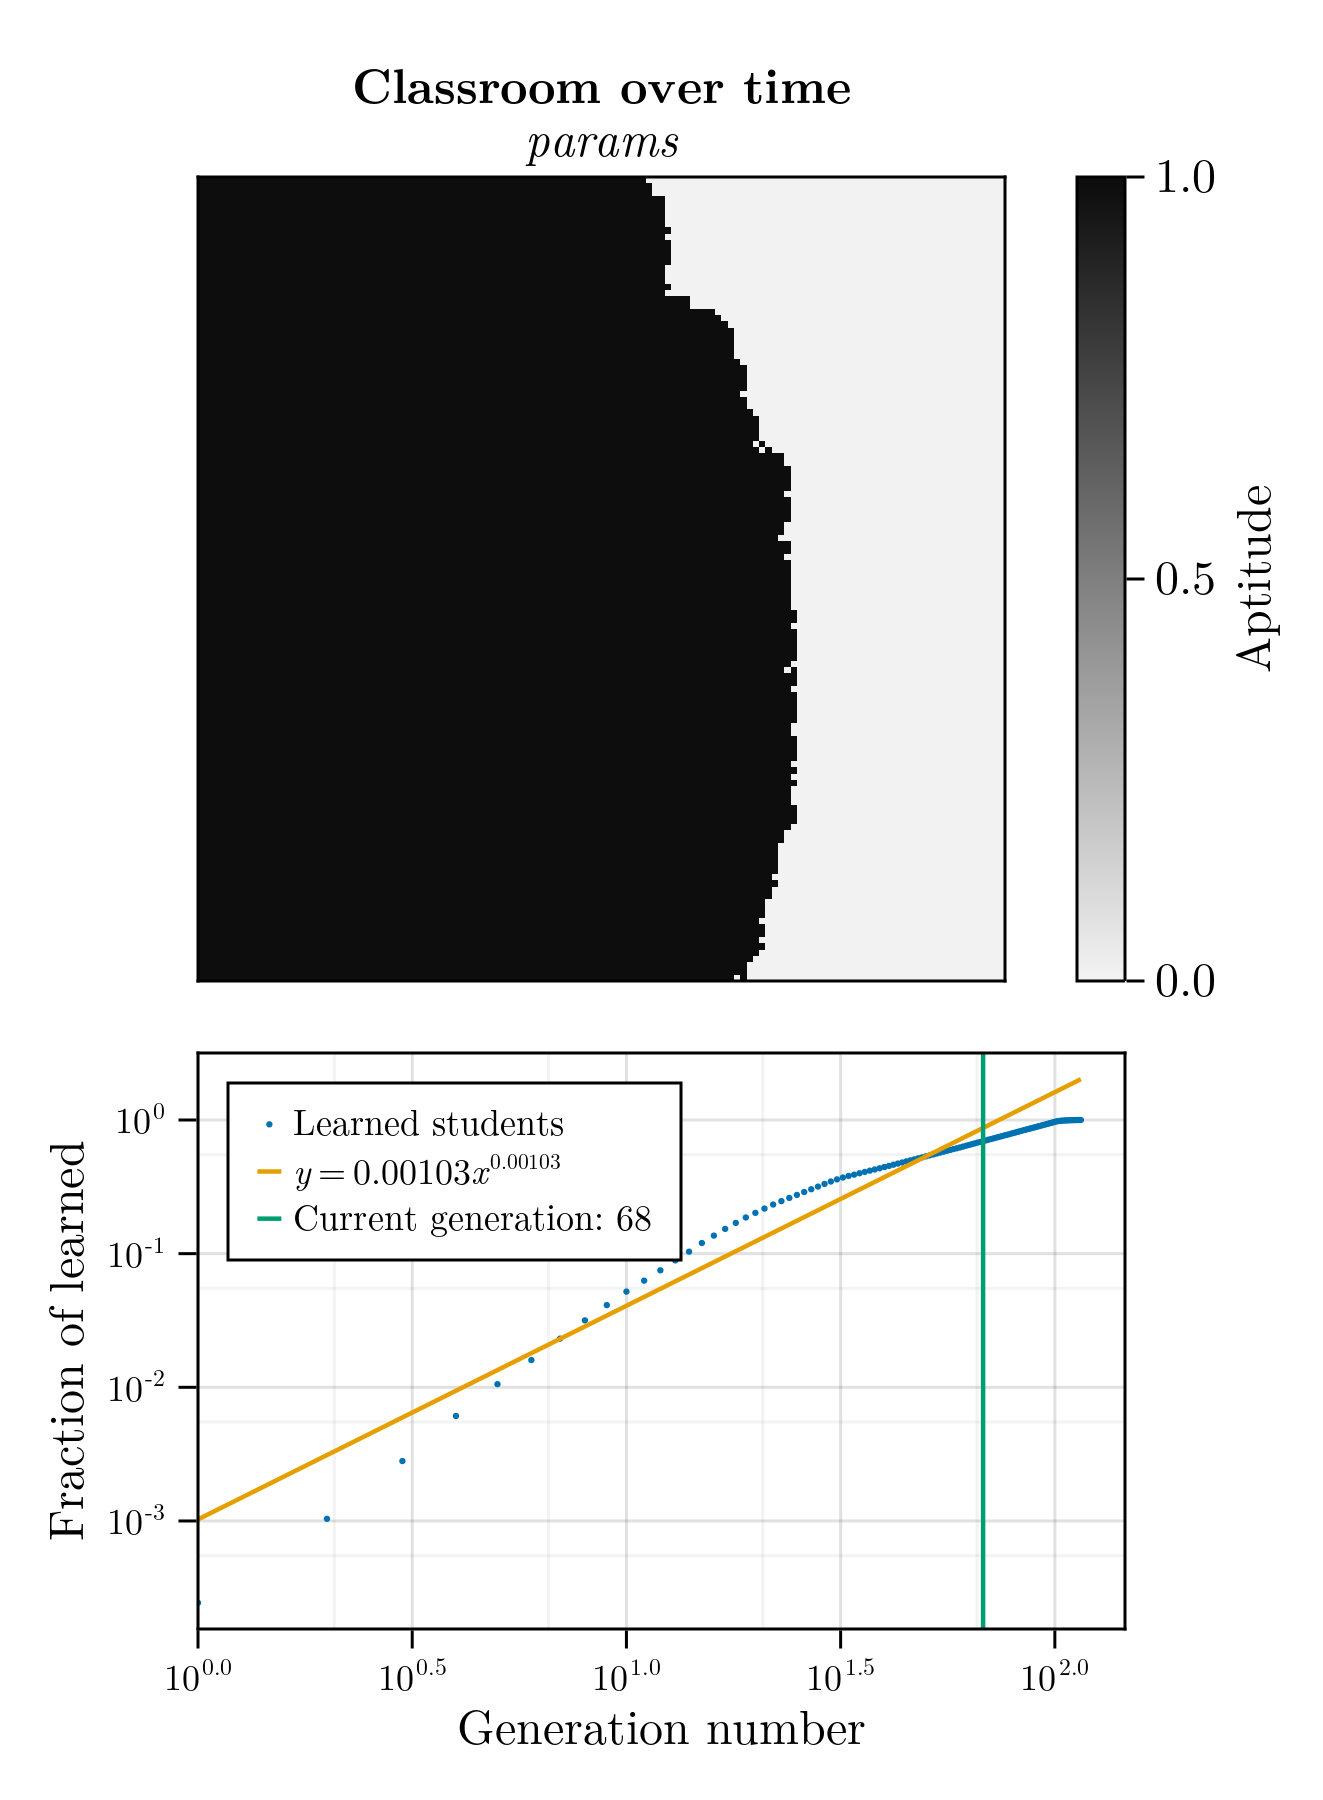 Classroom over time
params
1.0
0.5
0.0
Aptitude
Learned students
y = 0.00103x^0.00103
Current generation: 68
10^0
10^-1
10^-2
10^-3
Fraction of learned
10^0.0 10^0.5 10^1.0 10^1.5 10^2.0
Generation number